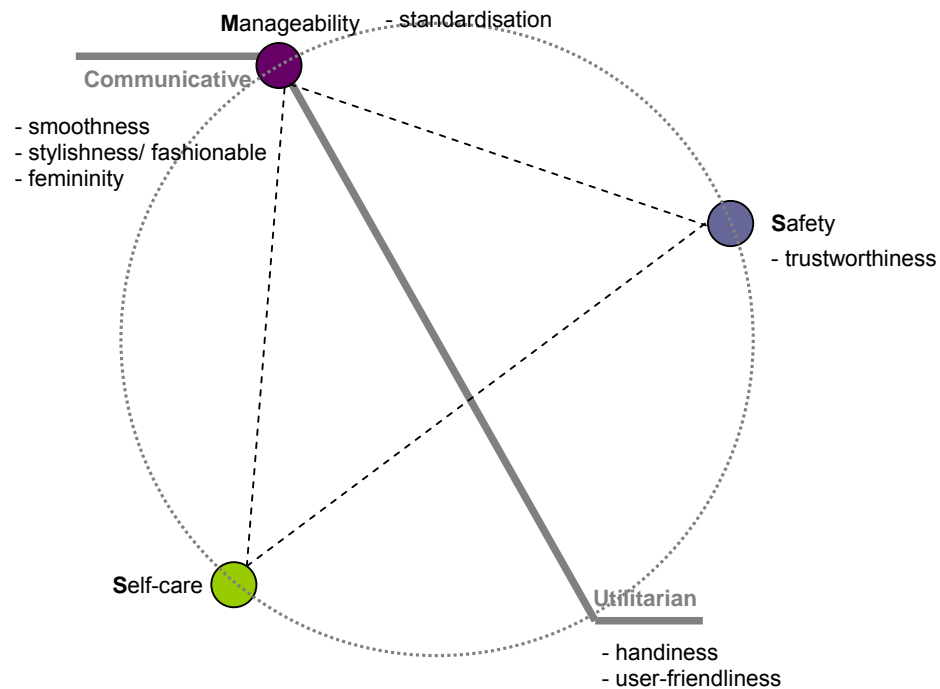 Manageability - standardisation
Communicative
- smoothness
- stylishness/ fashionable
- femininity
Safety
- trustworthiness
Self-care
Utilitarian
- handiness
- user-friendliness